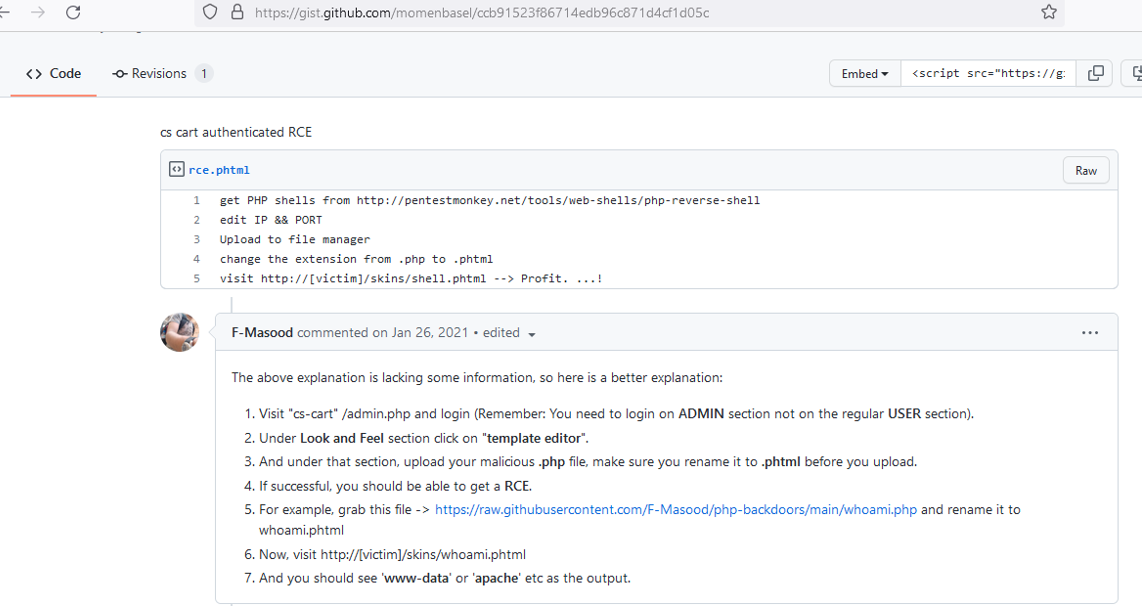 https://gist.github.com/momenbasel/ccb91523f86714edb96c871d4cf1d05c
Code
Revisions 1
Embed
<script src="https://g
cs cart authenticated RCE
rce.phtml
Raw
1 get PHP shells from http://pentestmonkey.net/tools/web-shells/php-reverse-shell
2 edit IP && PORT
3 Upload to file manager
4 change the extension from .php to .phtml
5 visit http://[victim]/skins/shell.phtml --> Profit. ...!
F-Masood commented on Jan 26, 2021 • edited
The above explanation is lacking some information, so here is a better explanation:
1. Visit "cs-cart" /admin.php and login (Remember: You need to login on ADMIN section not on the regular USER section).
2. Under Look and Feel section click on "template editor".
3. And under that section, upload your malicious .php file, make sure you rename it to .phtml before you upload.
4. If successful, you should be able to get a RCE.
5. For example, grab this file -> https://raw.githubusercontent.com/F-Masood/php-backdoors/main/whoami.php and rename it to
whoami.phtml
6. Now, visit http://[victim]/skins/whoami.phtml
7. And you should see 'www-data' or 'apache' etc as the output.